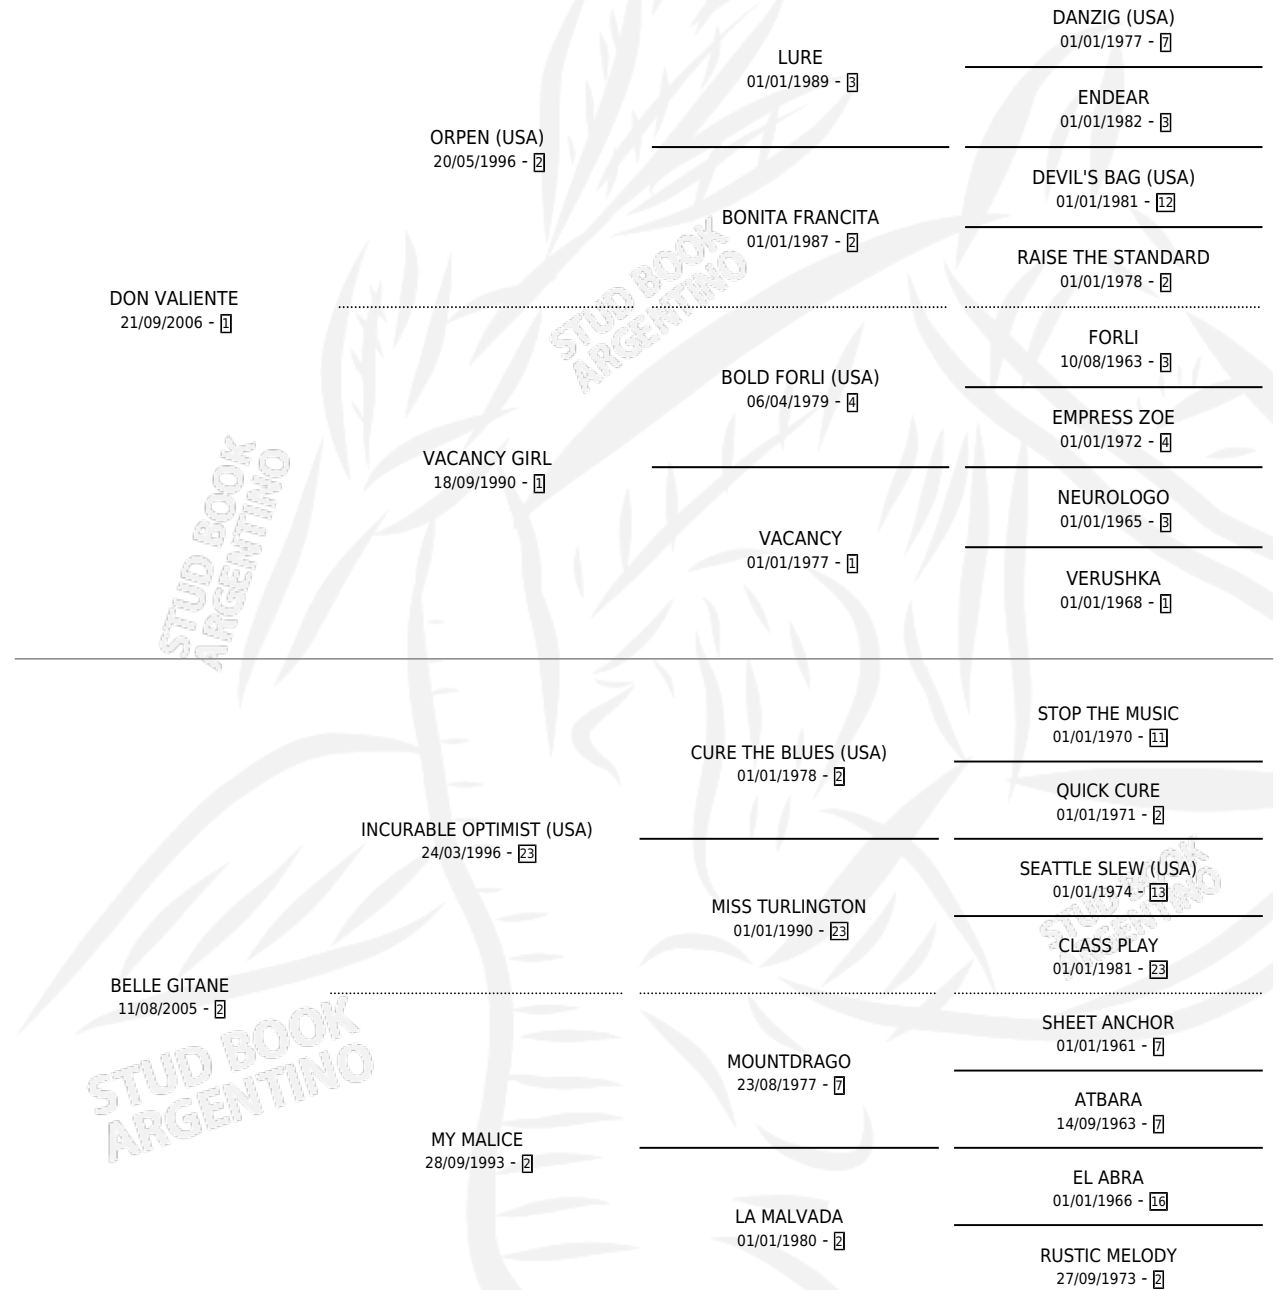 DANZIG (USA)
01/01/1977 - 7
LURE
01/01/1989 - 3
ENDEAR
01/01/1982 - 3
ORPEN (USA)
20/05/1996 - 2
DEVIL'S BAG (USA)
01/01/1981 - 12
BONITA FRANCITA
01/01/1987 - 2
RAISE THE STANDARD
01/01/1978 - 2
DON VALIENTE
21/09/2006 - 1
STUD BOOK
ARGENTINO
FORLI
10/08/1963 - 3
BOLD FORLI (USA)
06/04/1979 - 4
EMPRESS ZOE
01/01/1972 - 4
VACANCY GIRL
18/09/1990 - 1
NEUROLOGO
01/01/1965 - 3
VACANCY
01/01/1977 - 1
VERUSHKA
01/01/1968 - 1
STUD BOOK
ARGENTINO
STOP THE MUSIC
01/01/1970 - 11
CURE THE BLUES (USA)
01/01/1978 - 2
QUICK CURE
01/01/1971 - 2
INCURABLE OPTIMIST (USA)
24/03/1996 - 23
SEATTLE SLEW (USA)
01/01/1974 - 13
MISS TURLINGTON
01/01/1990 - 23
STUD BOOK
ARGENTINO
CLASS PLAY
01/01/1981 - 23
BELLE GITANE
11/08/2005 - 2
SHEET ANCHOR
01/01/1961 - 7
MOUNTDRAGO
23/08/1977 - 7
STUD BOOK
ARGENTINO
ATBARA
14/09/1963 - 7
MY MALICE
28/09/1993 - 2
EL ABRA
01/01/1966 - 16
LA MALVADA
01/01/1980 - 2
RUSTIC MELODY
27/09/1973 - 2